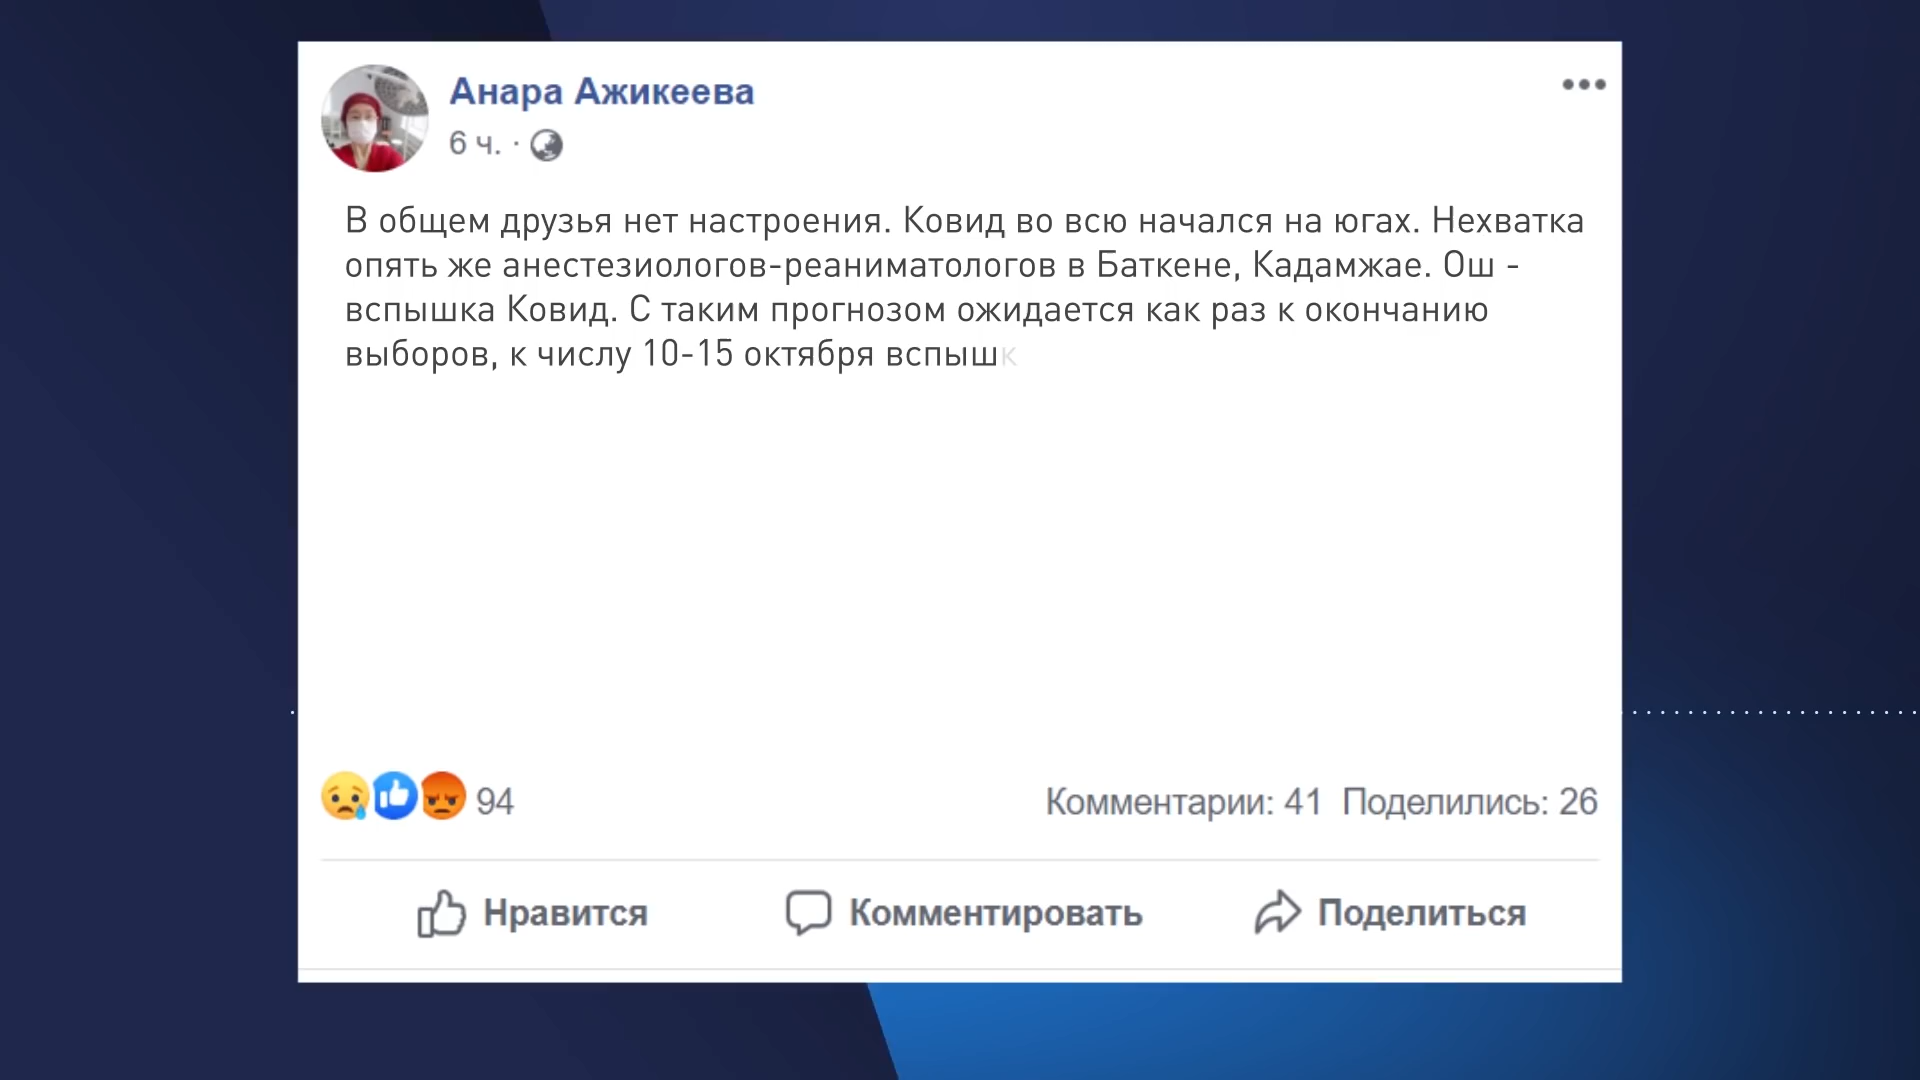 Анара Ажикеева
6 ч. ·
В общем друзья нет настроения. Ковид во всю начался на югах. Нехватка
опять же анестезиологов-реаниматологов в Баткене, Кадамжае. Ош -
вспышка Ковид. С таким прогнозом ожидается как раз к окончанию
выборов, к числу 10-15 октября вспышк
94
Комментарии: 41 Поделились: 26
Нравится
Комментировать
Поделиться